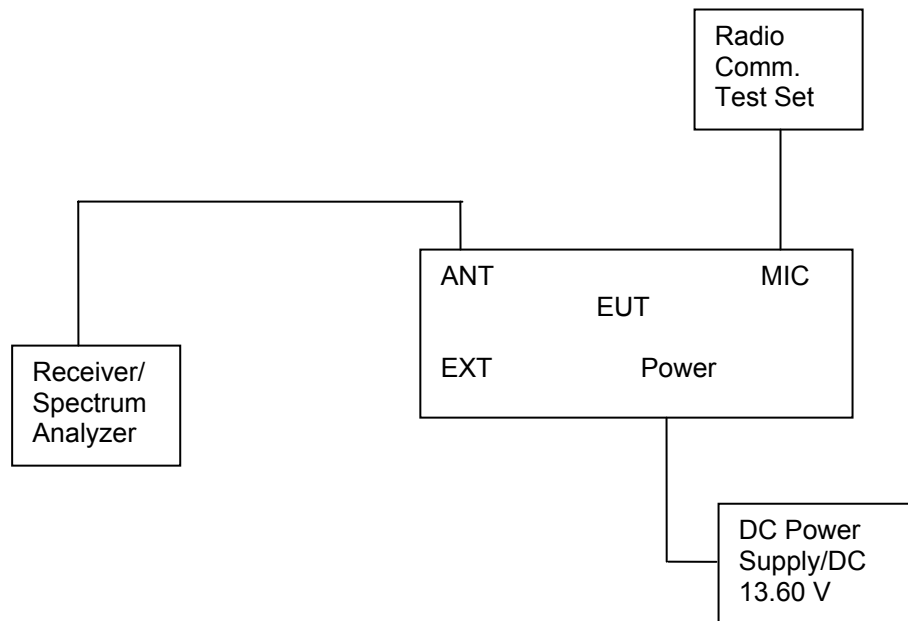 Radio
Comm.
Test Set
ANT
MIC
EUT
EXT
Power
Receiver/
Spectrum
Analyzer
DC Power
Supply/DC
13.60 V